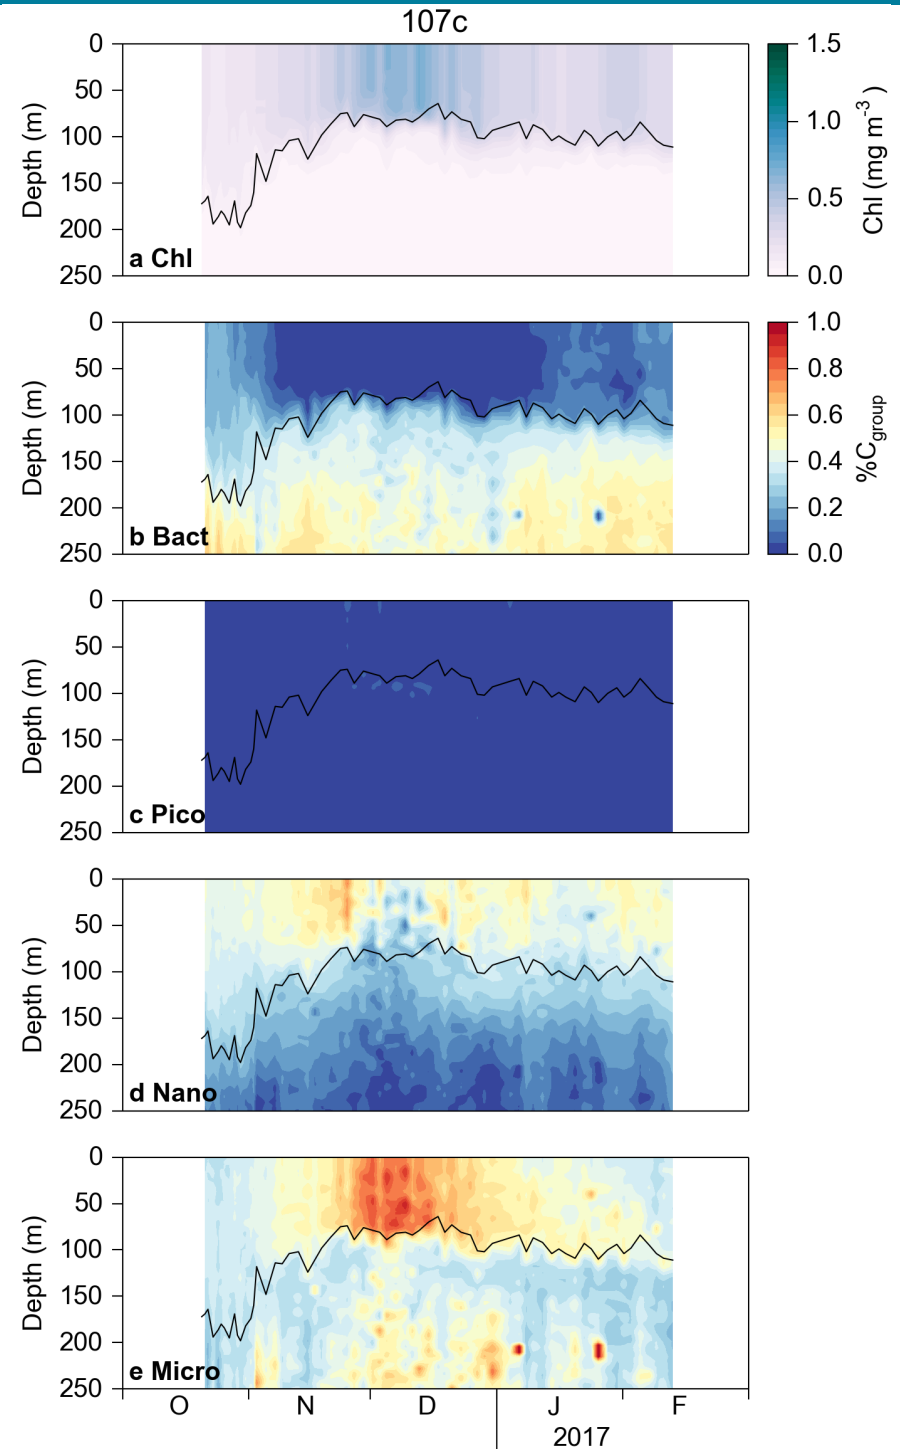 107c
0
50
100
150
200
250
Depth (m)
a Chl
1.5
1.0
0.5
0.0
Chl (mg m-3 )
0
50
100
150
200
250
Depth (m)
b Bact
1.0
0.8
0.6
0.4
0.2
0.0
%Cgroup
0
50
100
150
200
250
Depth (m)
c Pico
0
50
100
150
200
250
Depth (m)
d Nano
0
50
100
150
200
250
Depth (m)
e Micro
O N D J F
2017